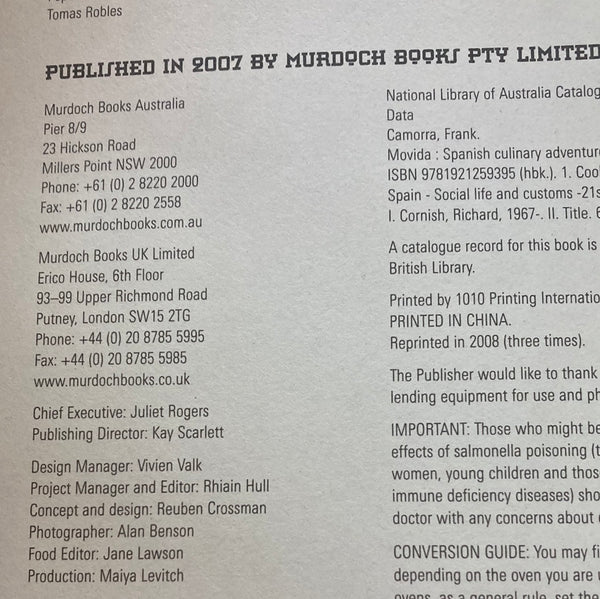 Tomas Robles
PUBLISHED IN 2007 BY MURDOCH BOOKS PTY LIMITED
Murdoch Books Australia
Pier 8/9
23 Hickson Road
Millers Point NSW 2000
Phone: +61 (0) 2 8220 2000
Fax: +61 (0) 2 8220 2558
www.murdochbooks.com.au
Murdoch Books UK Limited
Erico House, 6th Floor
93–99 Upper Richmond Road
Putney, London SW15 2TG
Phone: +44 (0) 20 8785 5995
Fax: +44 (0) 20 8785 5985
www.murdochbooks.co.uk
Chief Executive: Juliet Rogers
Publishing Director: Kay Scarlett
Design Manager: Vivien Valk
Project Manager and Editor: Rhiain Hull
Concept and design: Reuben Crossman
Photographer: Alan Benson
Food Editor: Jane Lawson
Production: Maiya Levitch
National Library of Australia Catalog
Data
Camorra, Frank.
Movida : Spanish culinary adventur
ISBN 9781921259395 (hbk.). 1. Coo
Spain - Social life and customs -21s
I. Cornish, Richard, 1967-. II. Title. 6
A catalogue record for this book is
British Library.
Printed by 1010 Printing Internatio
PRINTED IN CHINA.
Reprinted in 2008 (three times).
The Publisher would like to thank
lending equipment for use and ph
IMPORTANT: Those who might be
effects of salmonella poisoning (t
women, young children and thos
immune deficiency diseases) sho
doctor with any concerns about
CONVERSION GUIDE: You may fi
depending on the oven you are
ovens, as a general rule, set the